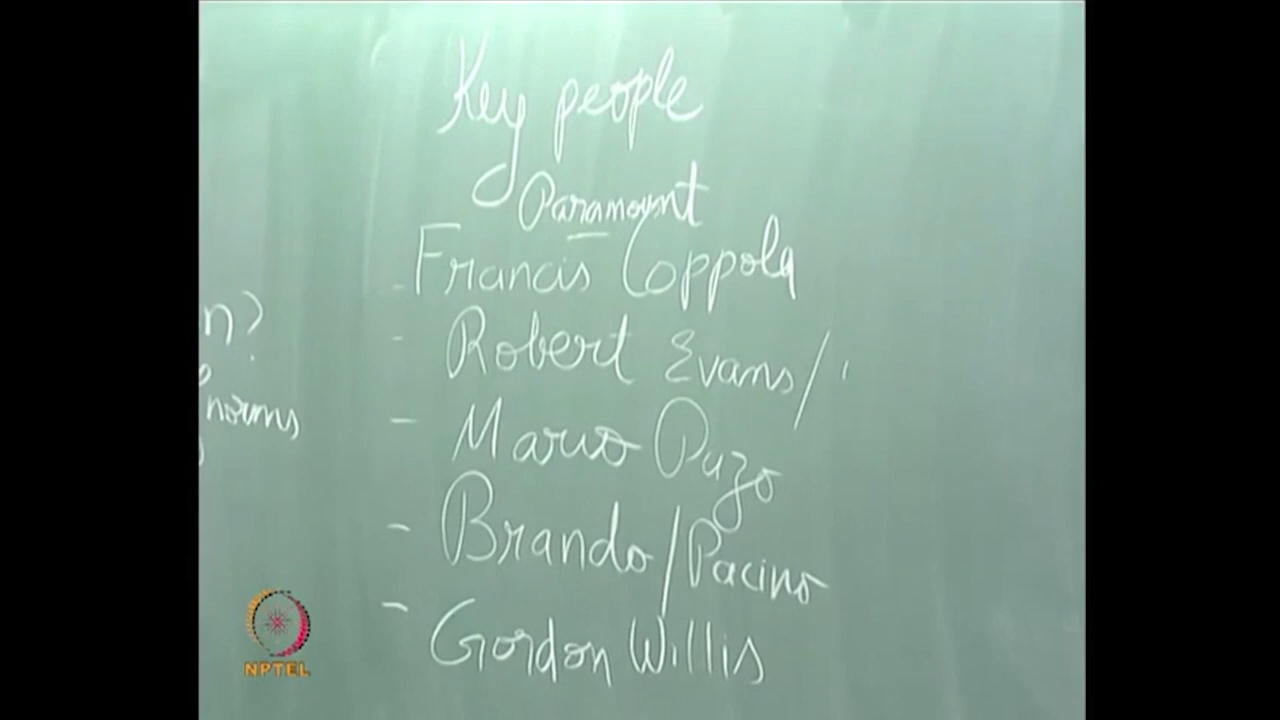 Key people
Paramount
- Francis Coppola
- Robert Evans/
- Mario Puzo
- Brando/Pacino
- Gordon Willis
n?
norms
NPTEL